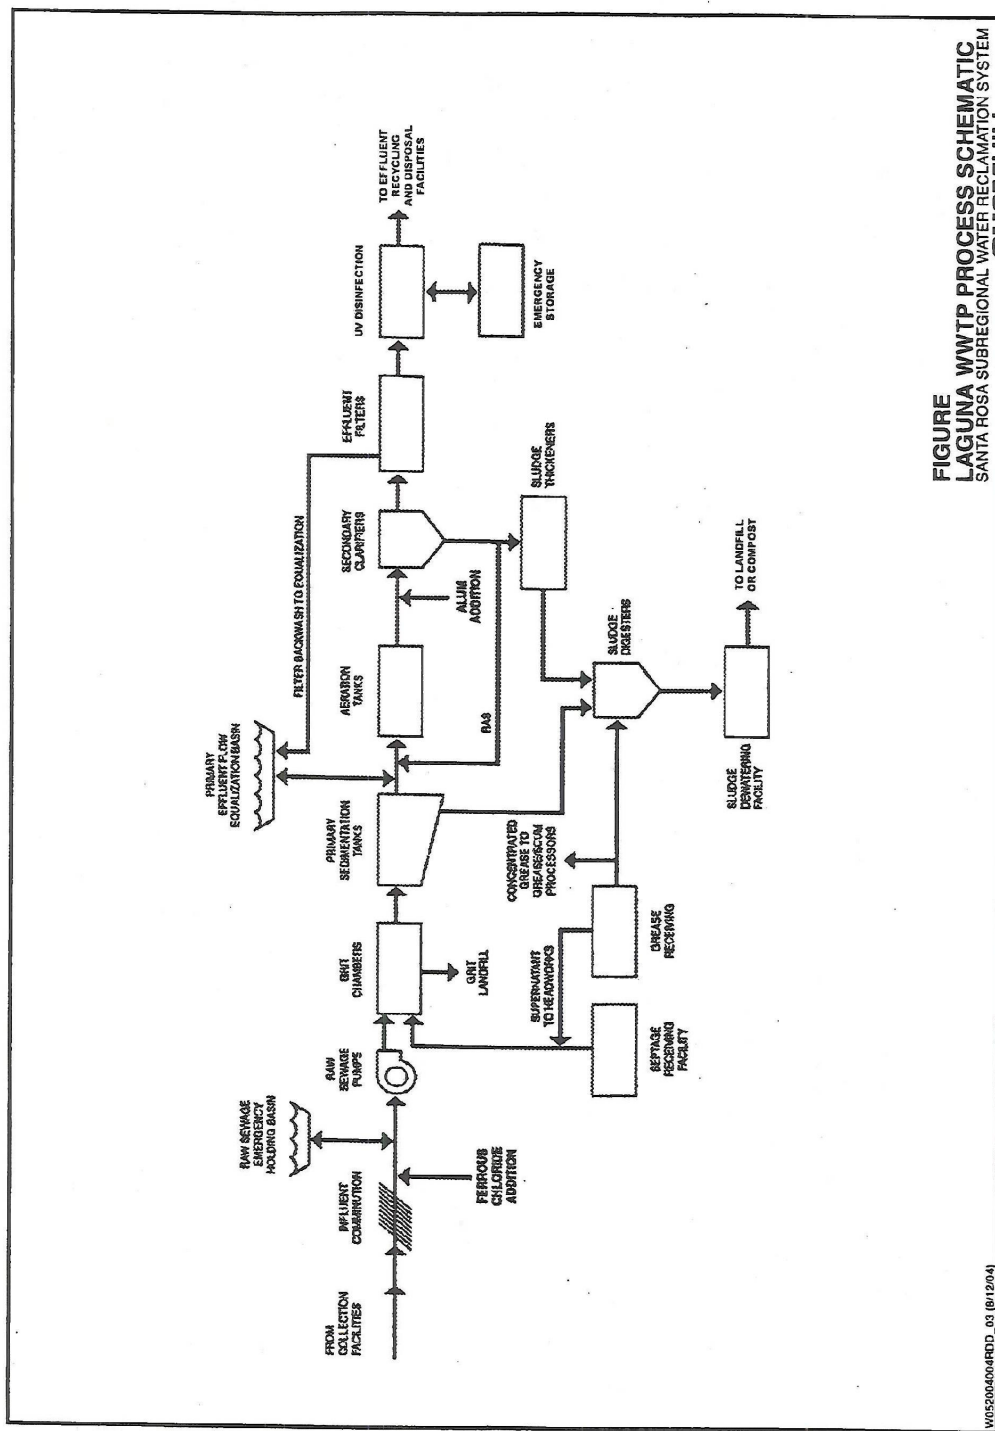 FROM
COLLECTION
FACILITIES
INFLUENT
COMMINUTION
RAW SEWAGE
EMERGENCY
HOLDING BASIN
FERROUS
CHLORIDE
ADDITION
RAW
SEWAGE
PUMPS
GRIT
CHAMBERS
GRIT
LANDFILL
PRIMARY
SEDIMENTATION
TANKS
PRIMARY
EFFLUENT FLOW
EQUALIZATION BASIN
FILTER BACKWASH TO EQUALIZATION
AERATION
TANKS
RAS
ALUM
ADDITION
SECONDARY
CLARIFIERS
EFFLUENT
FILTERS
UV DISINFECTION
TO EFFLUENT
RECYCLING
AND DISPOSAL
FACILITIES
EMERGENCY
STORAGE
SEPTAGE
RECEIVING
FACILITY
SUPERNATANT
TO HEADWORKS
GREASE
RECEIVING
CONCENTRATED
GREASE TO
GREASE/SCUM
PROCESSORS
SLUDGE
THICKENERS
SLUDGE
DIGESTERS
SLUDGE
DEWATERING
FACILITY
TO LANDFILL
OR COMPOST
FIGURE
LAGUNA WWTP PROCESS SCHEMATIC
SANTA ROSA SUBREGIONAL WATER RECLAMATION SYSTEM
W052004004RDD_03 (8/12/04)